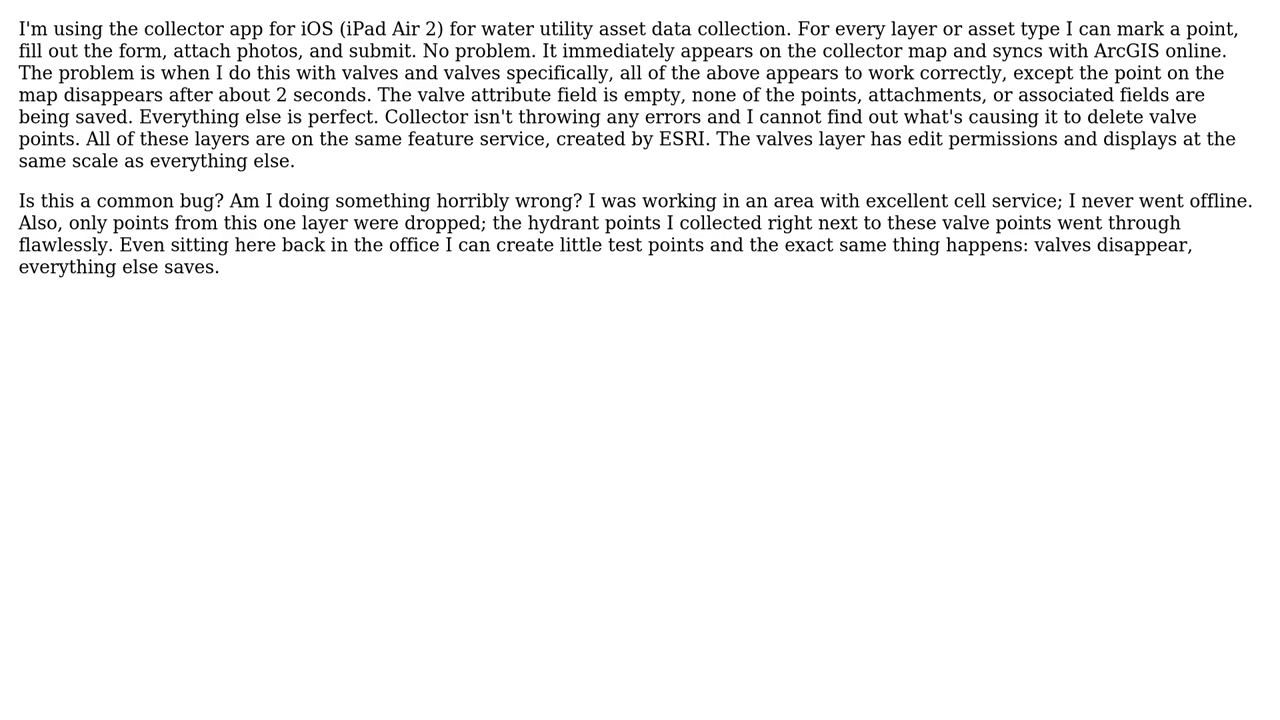 I'm using the collector app for iOS (iPad Air 2) for water utility asset data collection. For every layer or asset type I can mark a point,
fill out the form, attach photos, and submit. No problem. It immediately appears on the collector map and syncs with ArcGIS online.
The problem is when I do this with valves and valves specifically, all of the above appears to work correctly, except the point on the
map disappears after about 2 seconds. The valve attribute field is empty, none of the points, attachments, or associated fields are
being saved. Everything else is perfect. Collector isn't throwing any errors and I cannot find out what's causing it to delete valve
points. All of these layers are on the same feature service, created by ESRI. The valves layer has edit permissions and displays at the
same scale as everything else.
Is this a common bug? Am I doing something horribly wrong? I was working in an area with excellent cell service; I never went offline.
Also, only points from this one layer were dropped; the hydrant points I collected right next to these valve points went through
flawlessly. Even sitting here back in the office I can create little test points and the exact same thing happens: valves disappear,
everything else saves.